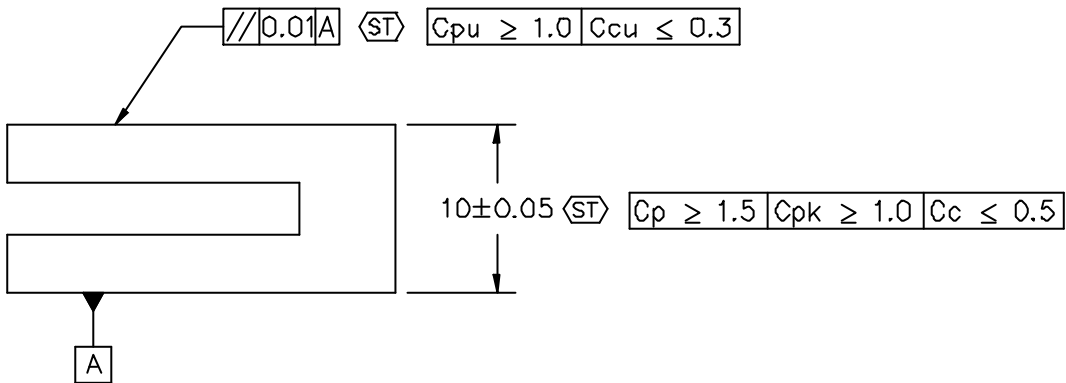 // 0.01 A ST Cpu ≥ 1.0 Ccu ≤ 0.3
10±0.05 ST Cp ≥ 1.5 Cpk ≥ 1.0 Cc ≤ 0.5
A